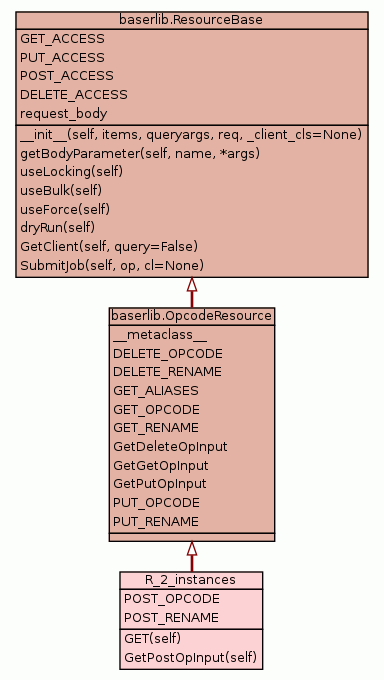 baserlib.ResourceBase
GET_ACCESS
PUT_ACCESS
POST_ACCESS
DELETE_ACCESS
request_body
__init__(self, items, queryargs, req, _client_cls=None)
getBodyParameter(self, name, *args)
useLocking(self)
useBulk(self)
useForce(self)
dryRun(self)
GetClient(self, query=False)
SubmitJob(self, op, cl=None)
baserlib.OpcodeResource
__metaclass__
DELETE_OPCODE
DELETE_RENAME
GET_ALIASES
GET_OPCODE
GET_RENAME
GetDeleteOpInput
GetGetOpInput
GetPutOpInput
PUT_OPCODE
PUT_RENAME
R_2_instances
POST_OPCODE
POST_RENAME
GET(self)
GetPostOpInput(self)